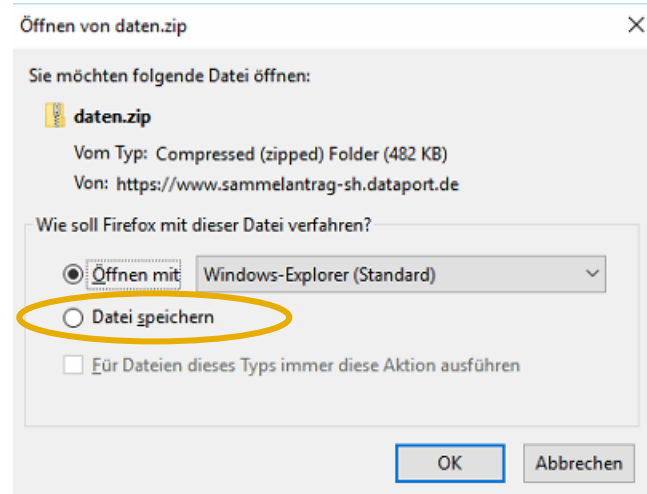 Öffnen von daten.zip
Sie möchten folgende Datei öffnen:
daten.zip
Vom Typ: Compressed (zipped) Folder (482 KB)
Von: https://www.sammelantrag-sh.dataport.de
Wie soll Firefox mit dieser Datei verfahren?
Öffnen mit Windows-Explorer (Standard)
Datei speichern
Für Dateien dieses Typs immer diese Aktion ausführen
OK Abbrechen